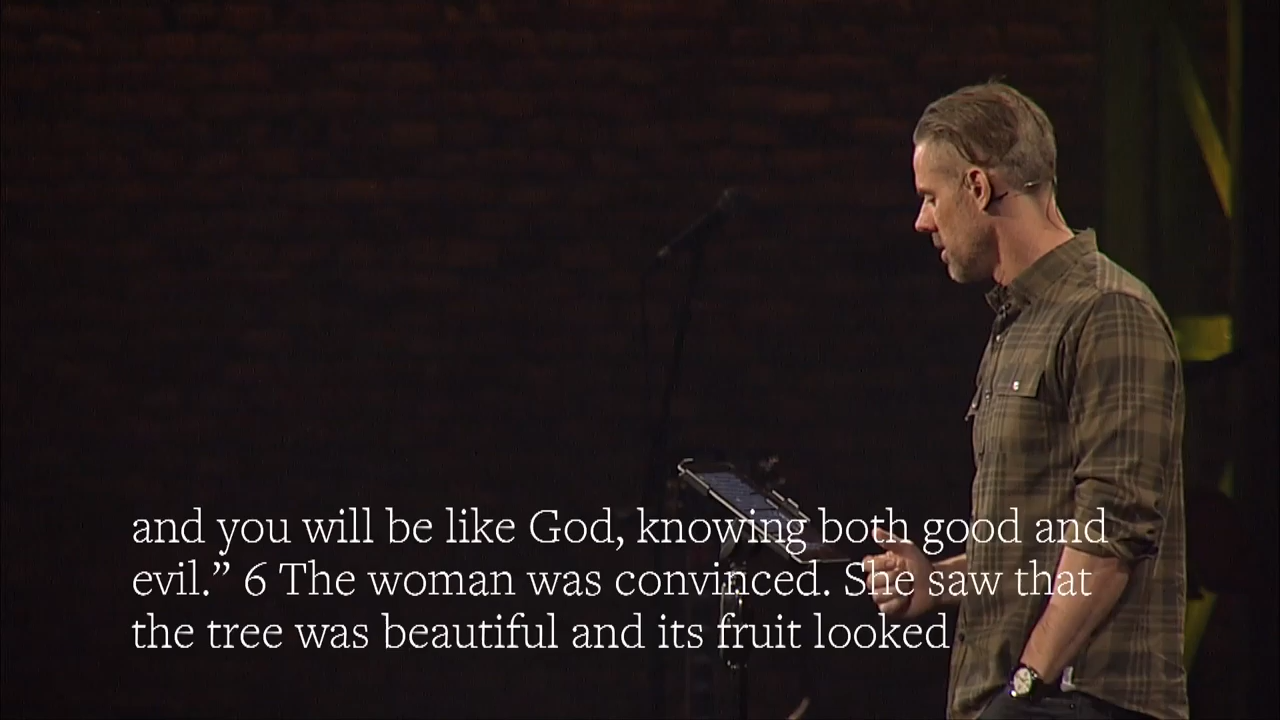 and you will be like God, knowing both good and
evil.” 6 The woman was convinced. She saw that
the tree was beautiful and its fruit looked